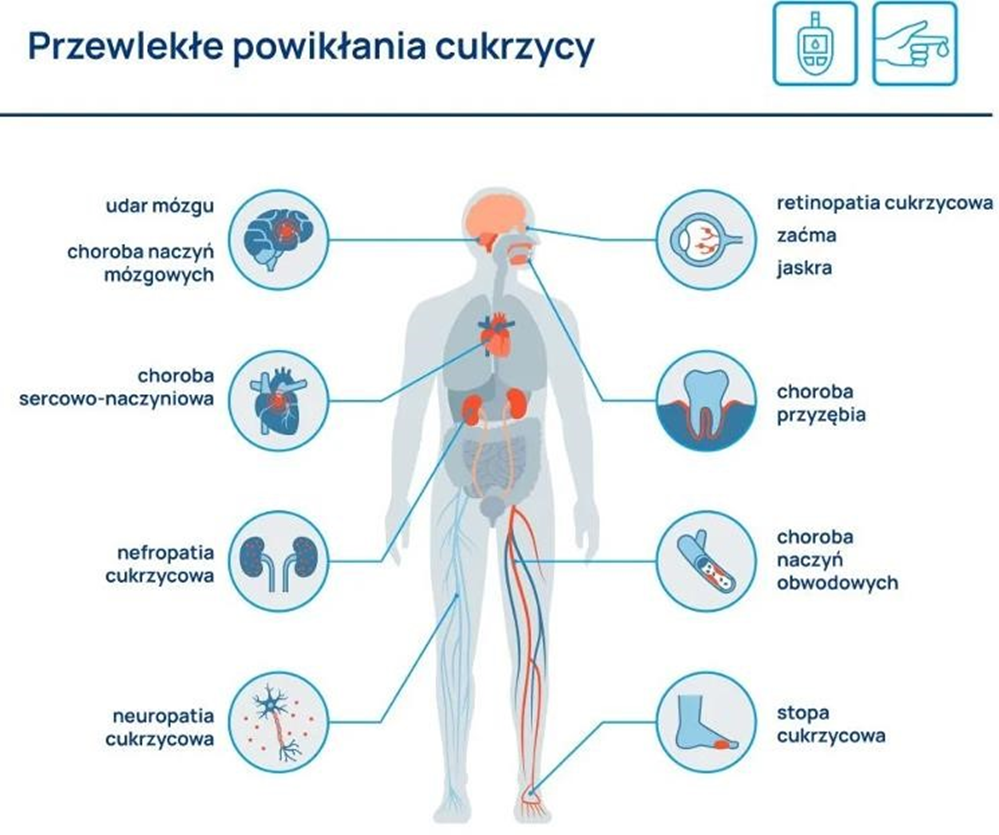 Przewlekłe powikłania cukrzycy
udar mózgu
choroba naczyń
mózgowych
choroba
sercowo-naczyniowa
nefropatia
cukrzycowa
neuropatia
cukrzycowa
retinopatia cukrzycowa
zaćma
jaskra
choroba
przyzębia
choroba
naczyń
obwodowych
stopa
cukrzycowa